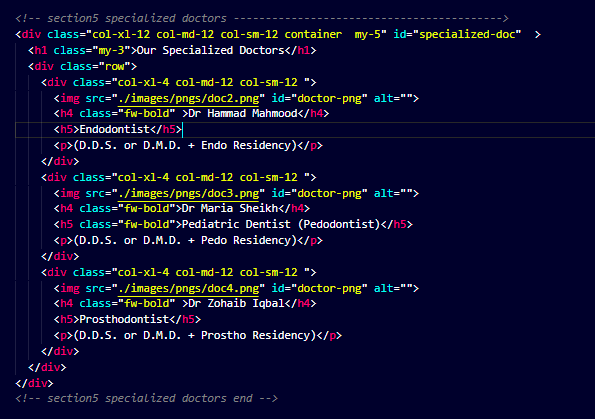 <!-- section5 specialized doctors ------------------------------------------>
<div class="col-xl-12 col-md-12 col-sm-12 container  my-5" id="specialized-doc"  >
<h1 class="my-3">Our Specialized Doctors</h1>
<div class="row">
<div class="col-xl-4 col-md-12 col-sm-12 ">
<img src="./images/pngs/doc2.png" id="doctor-png" alt="">
<h4 class="fw-bold" >Dr Hammad Mahmood</h4>
<h5>Endodontist</h5>
<p>(D.D.S. or D.M.D. + Endo Residency)</p>
</div>
<div class="col-xl-4 col-md-12 col-sm-12 ">
<img src="./images/pngs/doc3.png" id="doctor-png" alt="">
<h4 class="fw-bold">Dr Maria Sheikh</h4>
<h5 class="fw-bold">Pediatric Dentist (Pedodontist)</h5>
<p>(D.D.S. or D.M.D. + Pedo Residency)</p>
</div>
<div class="col-xl-4 col-md-12 col-sm-12 ">
<img src="./images/pngs/doc4.png" id="doctor-png" alt="">
<h4 class="fw-bold" >Dr Zohaib Iqbal</h4>
<h5>Prosthodontist</h5>
<p>(D.D.S. or D.M.D. + Prostho Residency)</p>
</div>
</div>
</div>
<!-- section5 specialized doctors end -->